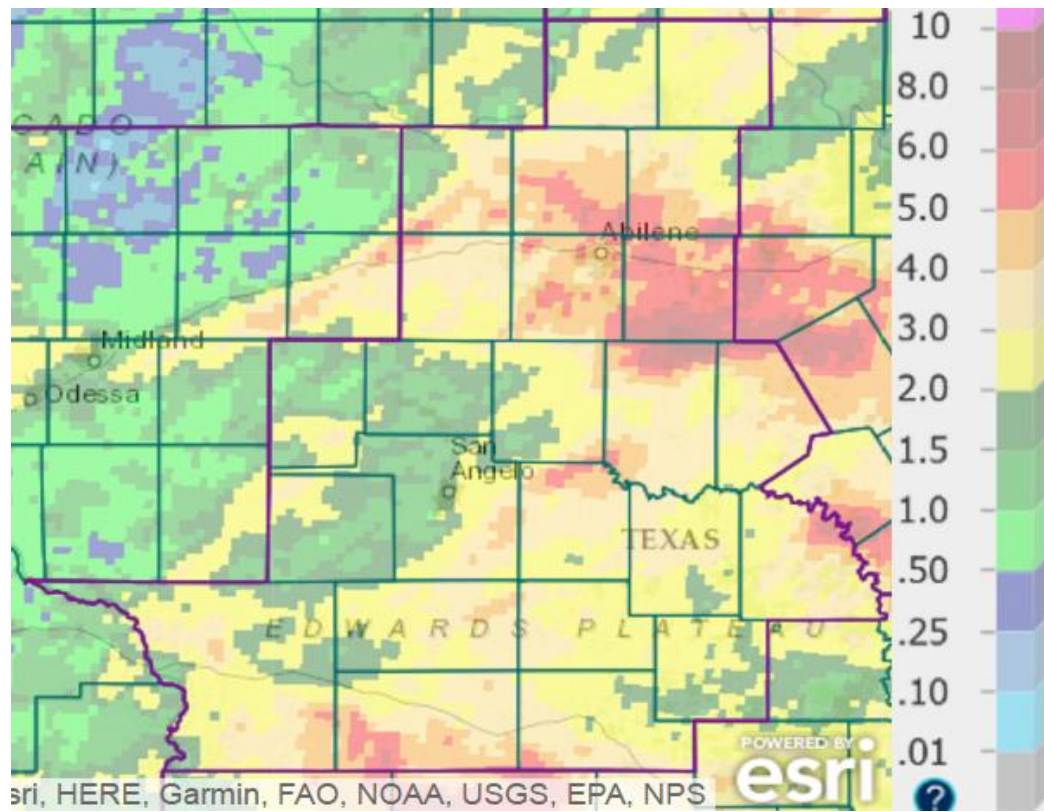 CADO
AIN)
Abilene
Midland
Odessa
San
Angelo
TEXAS
EDWARDS PLATEAU
POWERED BY
esri
sri, HERE, Garmin, FAO, NOAA, USGS, EPA, NPS
10
8.0
6.0
5.0
4.0
3.0
2.0
1.5
1.0
.50
.25
.10
.01
?